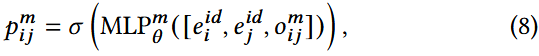 p_{ij}^{m} = σ ( MLP_{θ}^{m} ([e_{i}^{id}, e_{j}^{id}, o_{ij}^{m}]) ) , (8)